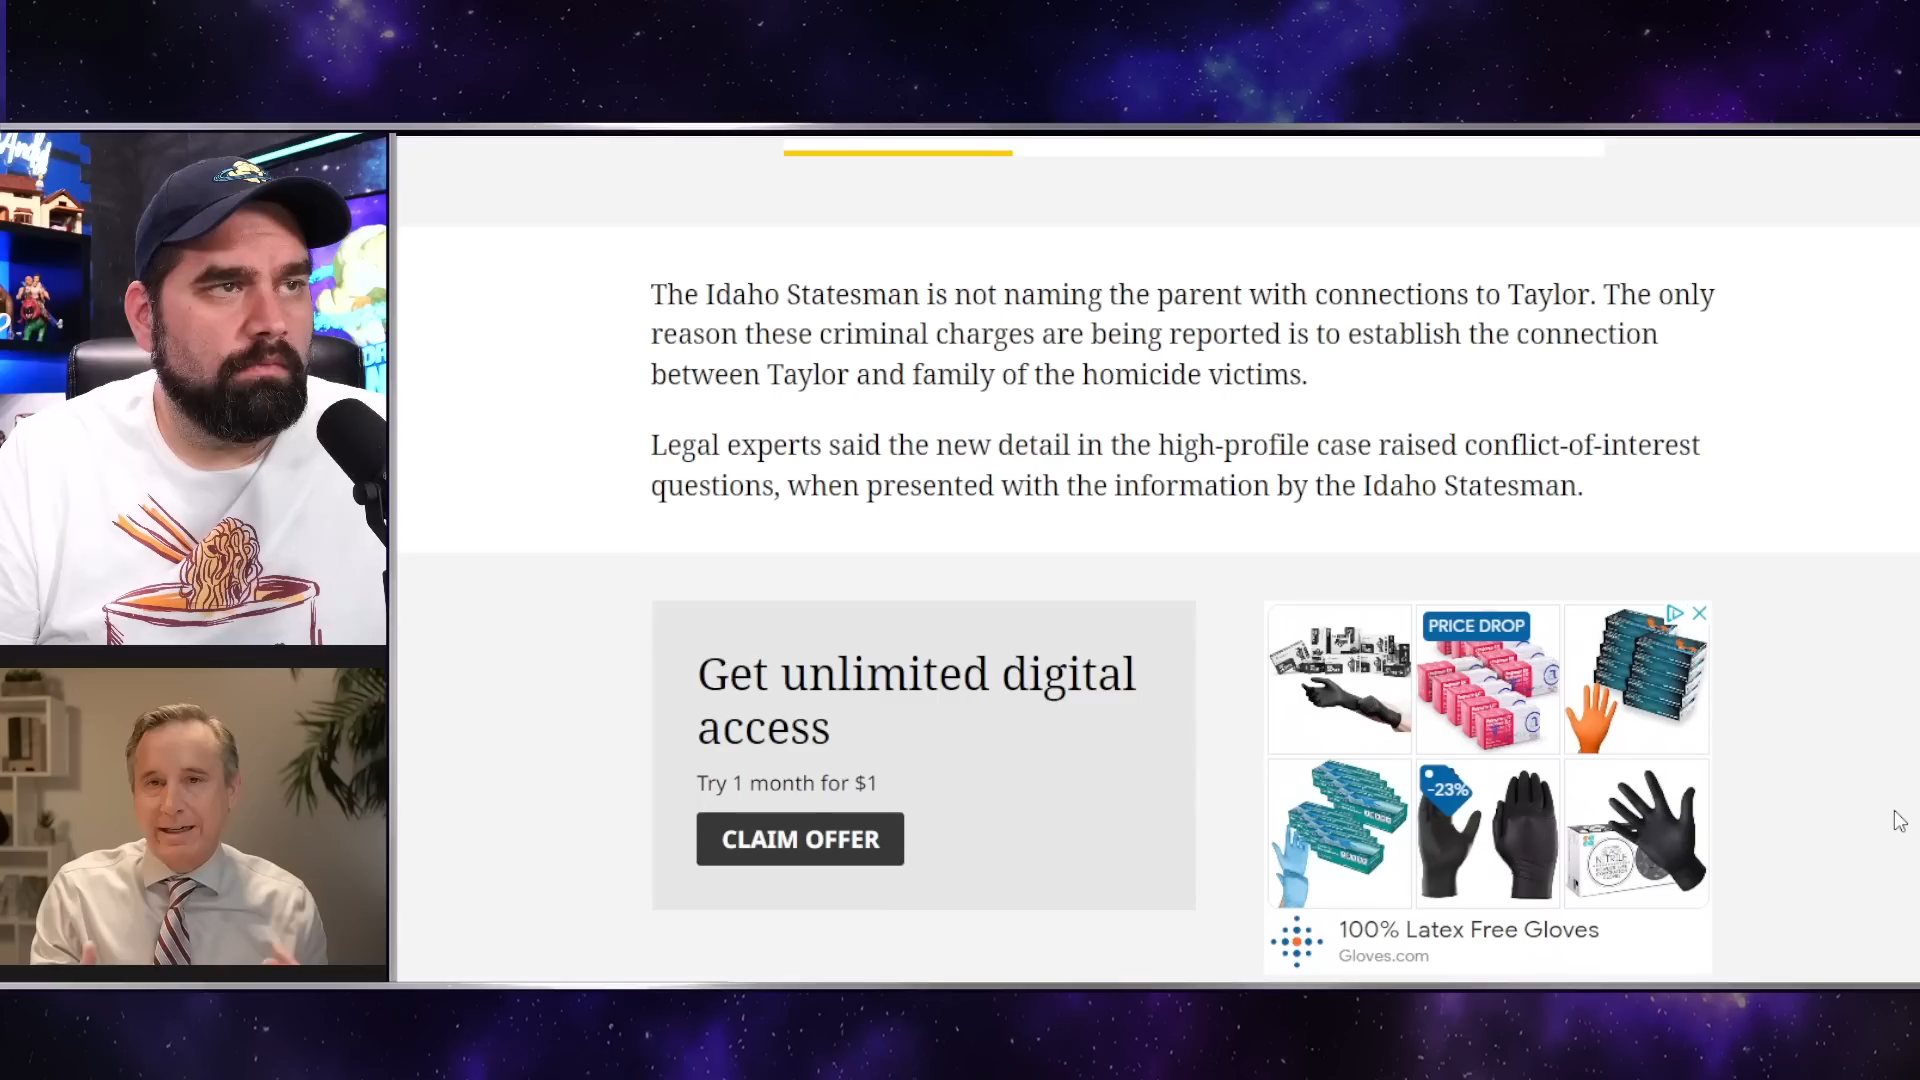 Andy
The Idaho Statesman is not naming the parent with connections to Taylor. The only
reason these criminal charges are being reported is to establish the connection
between Taylor and family of the homicide victims.
Legal experts said the new detail in the high-profile case raised conflict-of-interest
questions, when presented with the information by the Idaho Statesman.
Get unlimited digital
access
Try 1 month for $1
CLAIM OFFER
PRICE DROP
-23%
NITRILE
100% Latex Free Gloves
Gloves.com